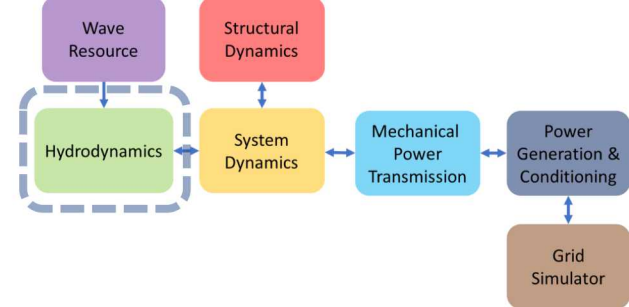 Wave
Resource
Structural
Dynamics
Hydrodynamics
System
Dynamics
Mechanical
Power
Transmission
Power
Generation &
Conditioning
Grid
Simulator